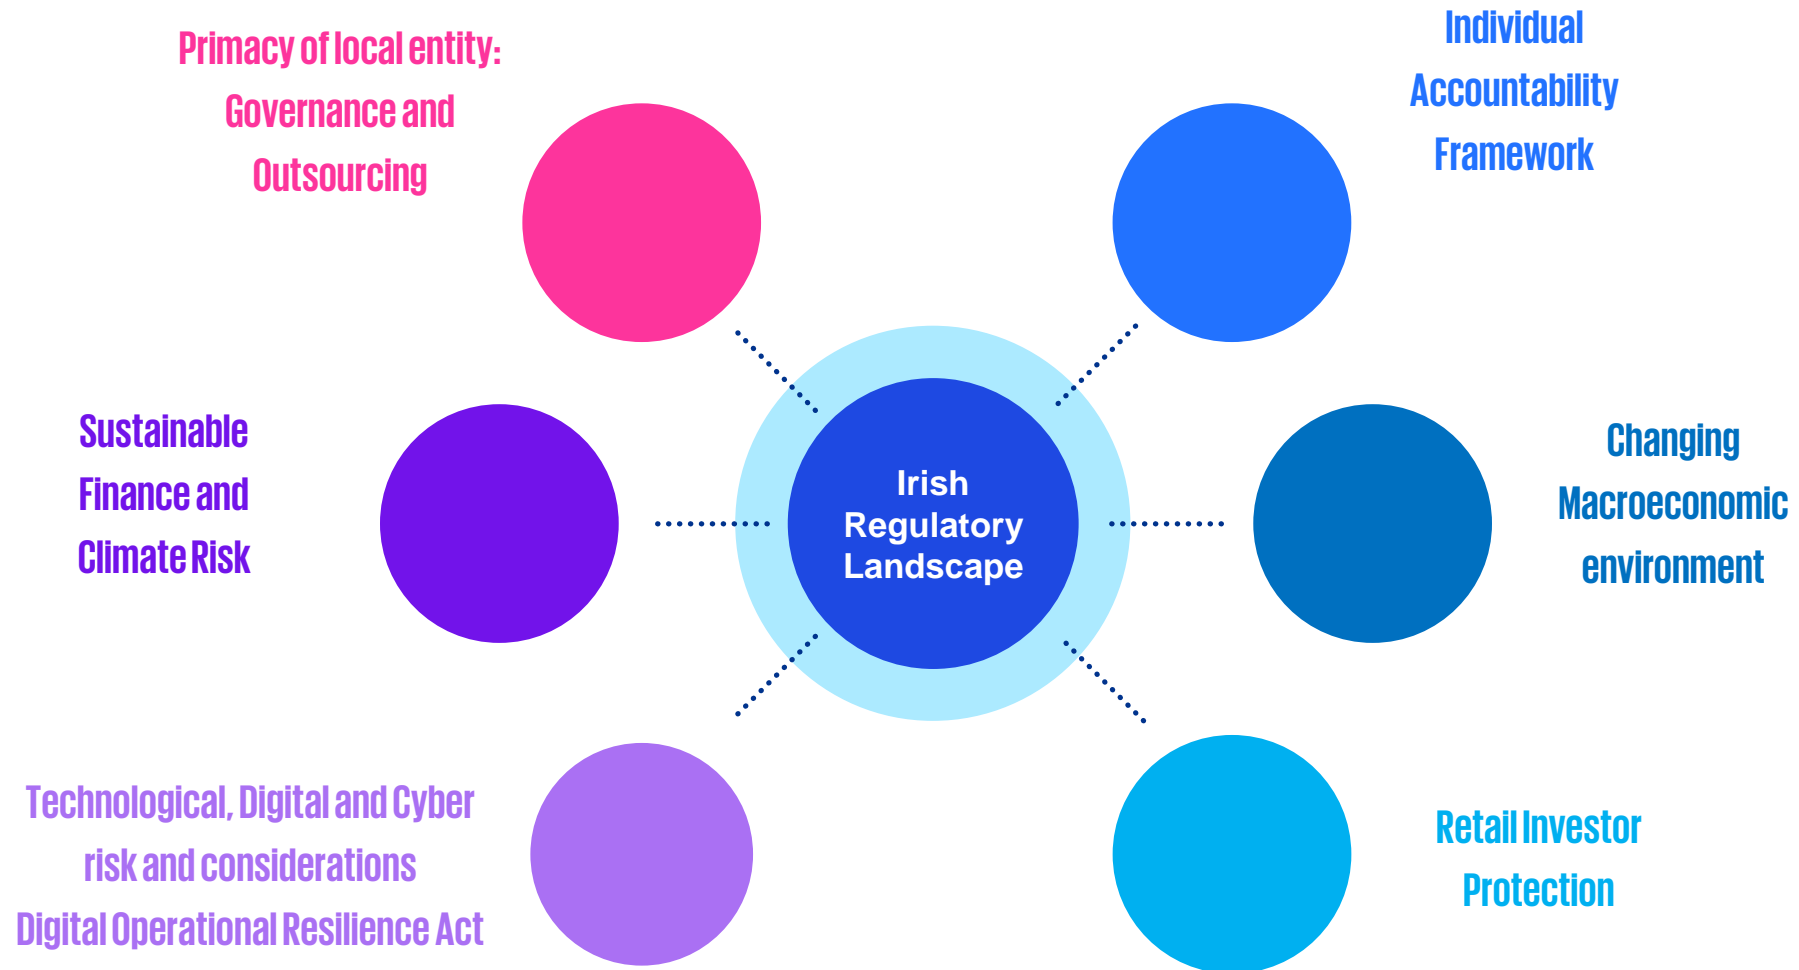 Primacy of local entity:
Governance and
Outsourcing
Individual
Accountability
Framework
Sustainable
Finance and
Climate Risk
Irish
Regulatory
Landscape
Changing
Macroeconomic
environment
Technological, Digital and Cyber
risk and considerations
Digital Operational Resilience Act
Retail Investor
Protection